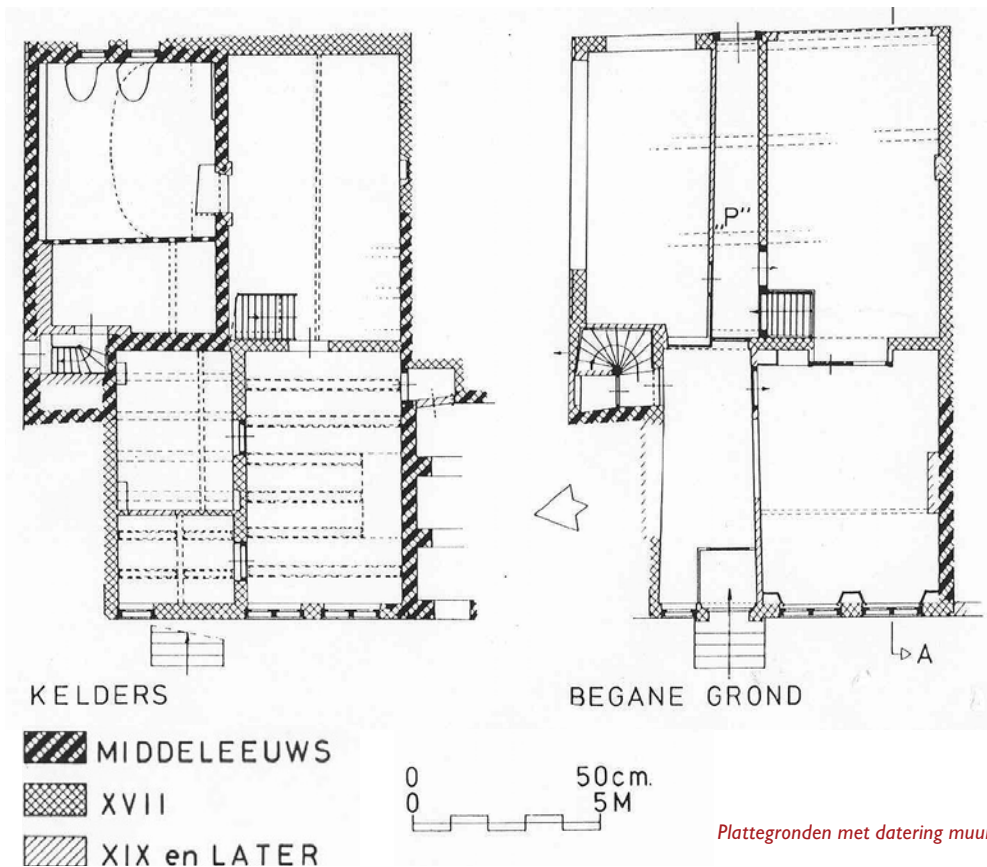 „P"
A
KELDERS
BEGANE GROND
MIDDELEEUWS
XVII
XIX en LATER
0 50cm.
0 5M
Plattegronden met datering